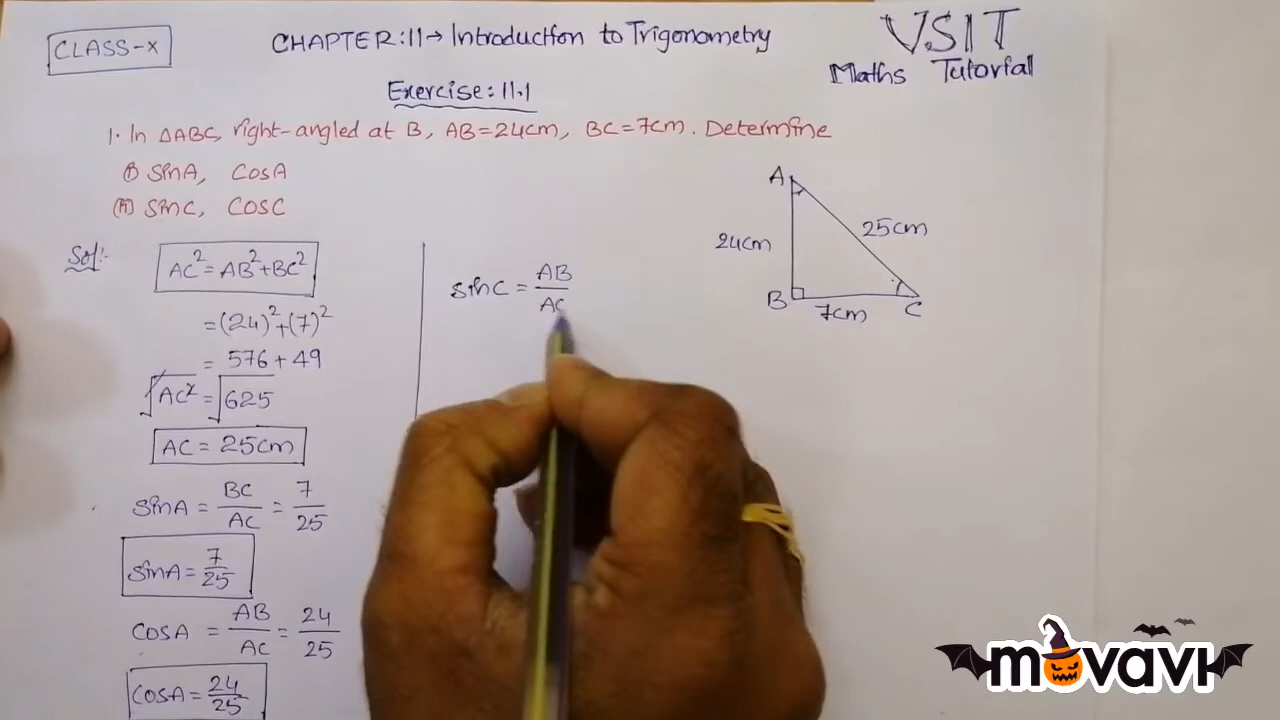 CLASS-X
CHAPTER:11→Introduction to Trigonometry
VSIT
Maths Tutorial
Exercise:11.1
1. In △ABC, right-angled at B, AB=24cm, BC=7cm. Determine
(i) sinA, CosA
(ii) sinC, COSC
Sol:-
AC² = AB²+BC²
= (24)²+(7)²
= 576+49
√AC² = √625
AC = 25cm
sinA = BC/AC = 7/25
sinA = 7/25
COSA = AB/AC = 24/25
COSA = 24/25
sinC = AB/AC
A
24cm
25cm
B
7cm
C
movavi